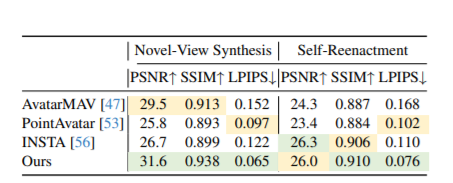 Novel-View Synthesis | Self-Reenactment
PSNR↑ SSIM↑ LPIPS↓ PSNR↑ SSIM↑ LPIPS↓
AvatarMAV [47] 29.5 0.913 0.152 24.3 0.887 0.168
PointAvatar [53] 25.8 0.893 0.097 23.4 0.884 0.102
INSTA [56] 26.7 0.899 0.122 26.3 0.906 0.110
Ours 31.6 0.938 0.065 26.0 0.910 0.076